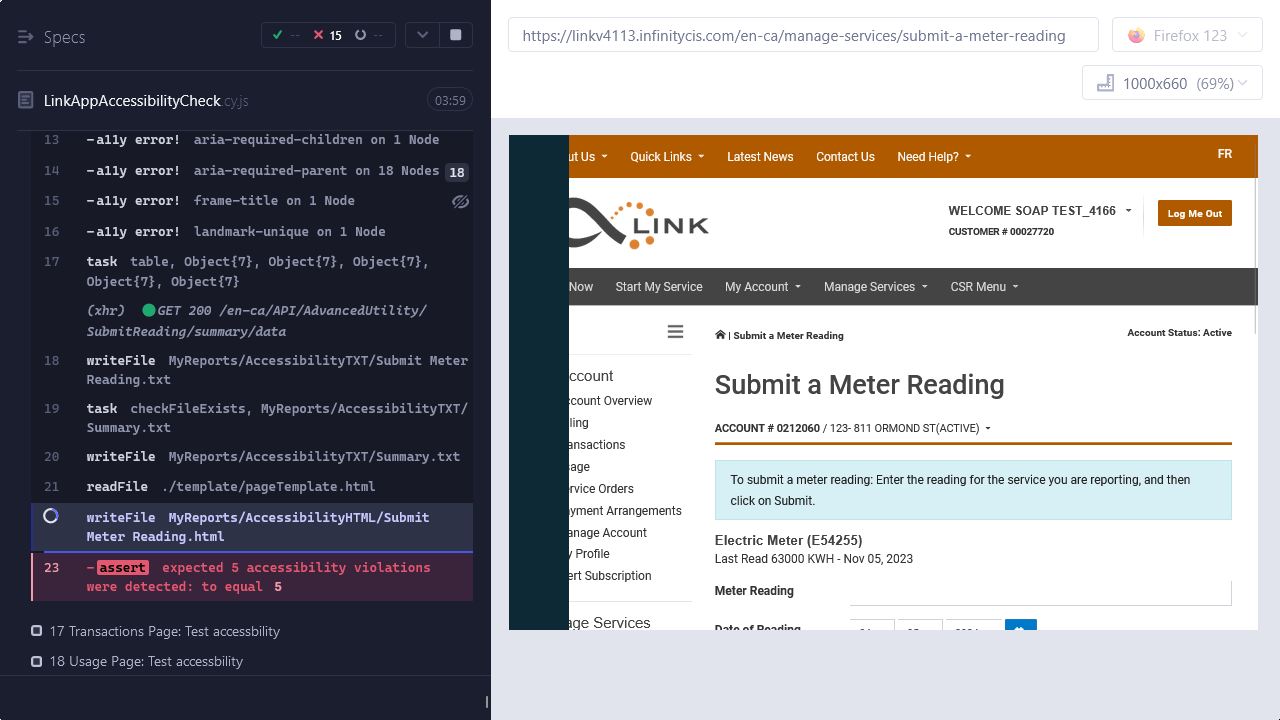 Specs
--
15
--
LinkAppAccessibilityCheck.cy.js
03:59
13 -a11y error! aria-required-children on 1 Node
14 -a11y error! aria-required-parent on 18 Nodes 18
15 -a11y error! frame-title on 1 Node
16 -a11y error! landmark-unique on 1 Node
17 task table, Object{7}, Object{7}, Object{7},
Object{7}, Object{7}
(xhr) GET 200 /en-ca/API/AdvancedUtility/
SubmitReading/summary/data
18 writeFile MyReports/AccessibilityTXT/Submit Meter
Reading.txt
19 task checkFileExists, MyReports/AccessibilityTXT/
Summary.txt
20 writeFile MyReports/AccessibilityTXT/Summary.txt
21 readFile ./template/pageTemplate.html
writeFile MyReports/AccessibilityHTML/Submit
Meter Reading.html
23 -assert expected 5 accessibility violations
were detected: to equal 5
17 Transactions Page: Test accessbility
18 Usage Page: Test accessbility
https://linkv4113.infinitycis.com/en-ca/manage-services/submit-a-meter-reading
Firefox 123
1000x660 (69%)
ut Us
Quick Links
Latest News
Contact Us
Need Help?
FR
LINK
WELCOME SOAP TEST_4166
CUSTOMER # 00027720
Log Me Out
Now
Start My Service
My Account
Manage Services
CSR Menu
| Submit a Meter Reading
Account Status: Active
ccount
ccount Overview
ling
ansactions
sage
ervice Orders
yment Arrangements
anage Account
y Profile
ert Subscription
age Services
Submit a Meter Reading
ACCOUNT # 0212060 / 123- 811 ORMOND ST(ACTIVE)
To submit a meter reading: Enter the reading for the service you are reporting, and then
click on Submit.
Electric Meter (E54255)
Last Read 63000 KWH - Nov 05, 2023
Meter Reading
Date of Reading